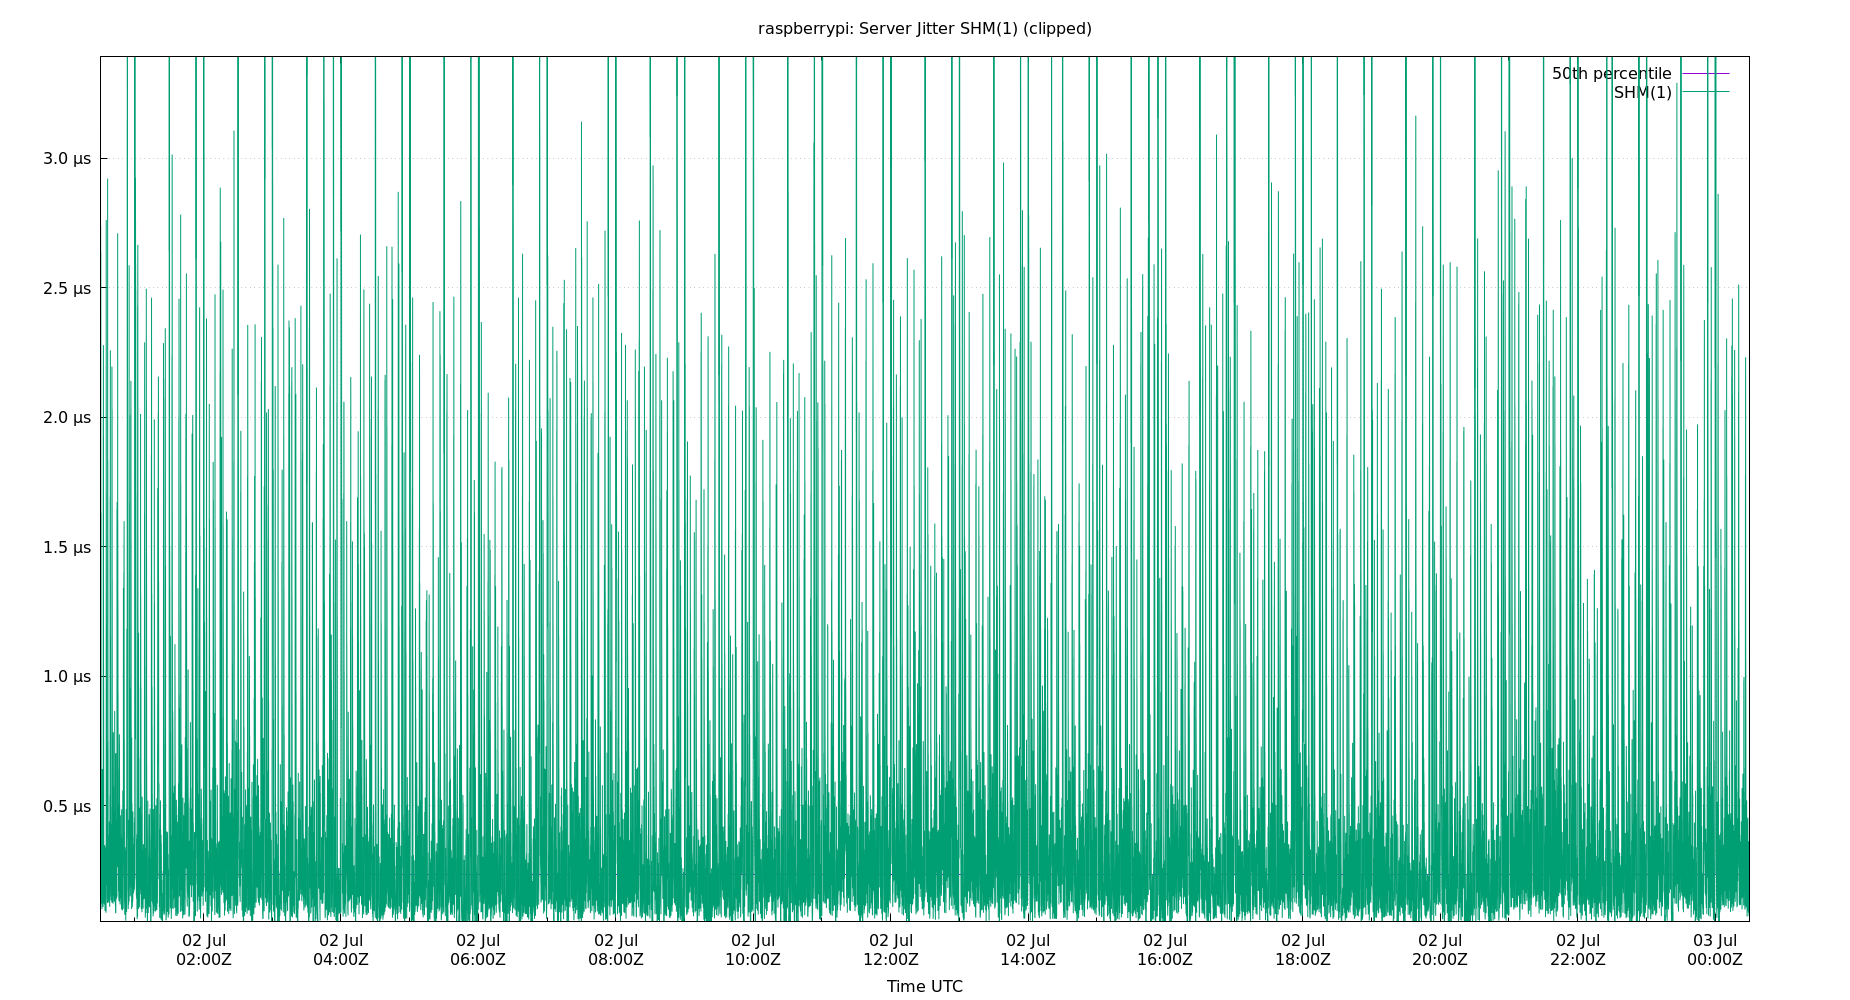 raspberrypi: Server Jitter SHM(1) (clipped)
50th percentile
SHM(1)
3.0 µs
2.5 µs
2.0 µs
1.5 µs
1.0 µs
0.5 µs
02 Jul 02 Jul 02 Jul 02 Jul 02 Jul 02 Jul 02 Jul 02 Jul 02 Jul 02 Jul 02 Jul 03 Jul
02:00Z 04:00Z 06:00Z 08:00Z 10:00Z 12:00Z 14:00Z 16:00Z 18:00Z 20:00Z 22:00Z 00:00Z
Time UTC